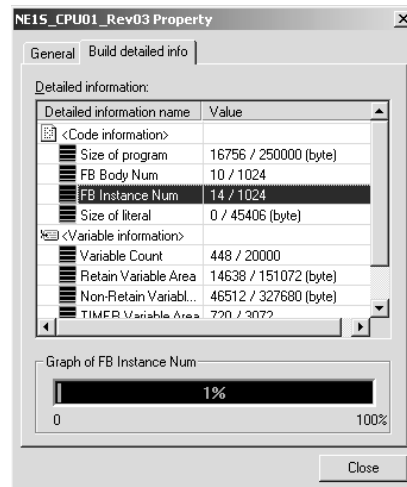 NE1S_CPU01_Rev03 Property
General Build detailed info
Detailed information:
Detailed information name Value
<Code information>
Size of program 16756 / 250000 (byte)
FB Body Num 10 / 1024
FB Instance Num 14 / 1024
Size of literal 0 / 45406 (byte)
<Variable information>
Variable Count 448 / 20000
Retain Variable Area 14638 / 151072 (byte)
Non-Retain Variabl... 46512 / 327680 (byte)
TIMER Variable Area 720 / 3072
Graph of FB Instance Num
1%
0 100%
Close